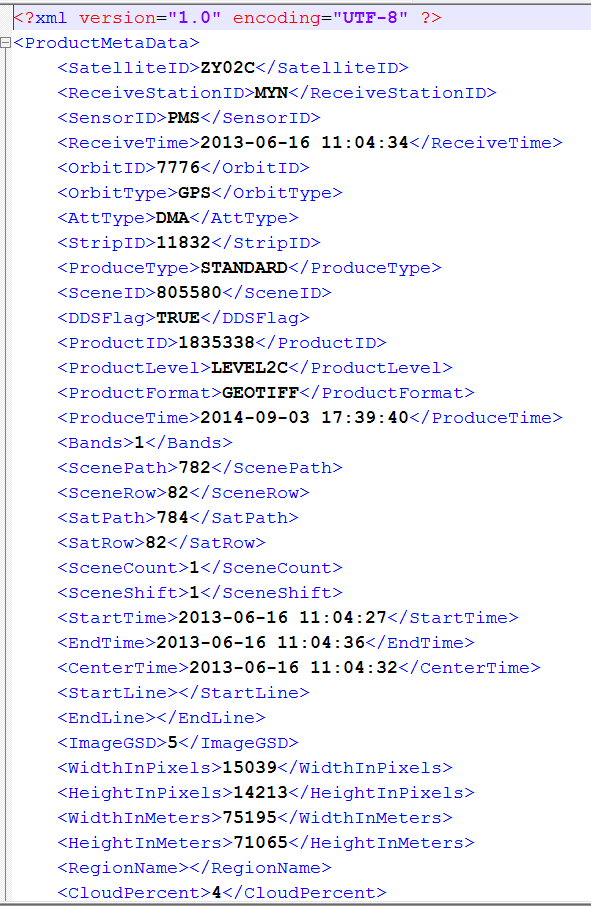 <?xml version="1.0" encoding="UTF-8" ?>
<ProductMetaData>
<SatelliteID>ZY02C</SatelliteID>
<ReceiveStationID>MYN</ReceiveStationID>
<SensorID>PMS</SensorID>
<ReceiveTime>2013-06-16 11:04:34</ReceiveTime>
<OrbitID>7776</OrbitID>
<OrbitType>GPS</OrbitType>
<AttType>DMA</AttType>
<StripID>11832</StripID>
<ProduceType>STANDARD</ProduceType>
<SceneID>805580</SceneID>
<DDSFlag>TRUE</DDSFlag>
<ProductID>1835338</ProductID>
<ProductLevel>LEVEL2C</ProductLevel>
<ProductFormat>GEOTIFF</ProductFormat>
<ProduceTime>2014-09-03 17:39:40</ProduceTime>
<Bands>1</Bands>
<ScenePath>782</ScenePath>
<SceneRow>82</SceneRow>
<SatPath>784</SatPath>
<SatRow>82</SatRow>
<SceneCount>1</SceneCount>
<SceneShift>1</SceneShift>
<StartTime>2013-06-16 11:04:27</StartTime>
<EndTime>2013-06-16 11:04:36</EndTime>
<CenterTime>2013-06-16 11:04:32</CenterTime>
<StartLine></StartLine>
<EndLine></EndLine>
<ImageGSD>5</ImageGSD>
<WidthInPixels>15039</WidthInPixels>
<HeightInPixels>14213</HeightInPixels>
<WidthInMeters>75195</WidthInMeters>
<HeightInMeters>71065</HeightInMeters>
<RegionName></RegionName>
<CloudPercent>4</CloudPercent>